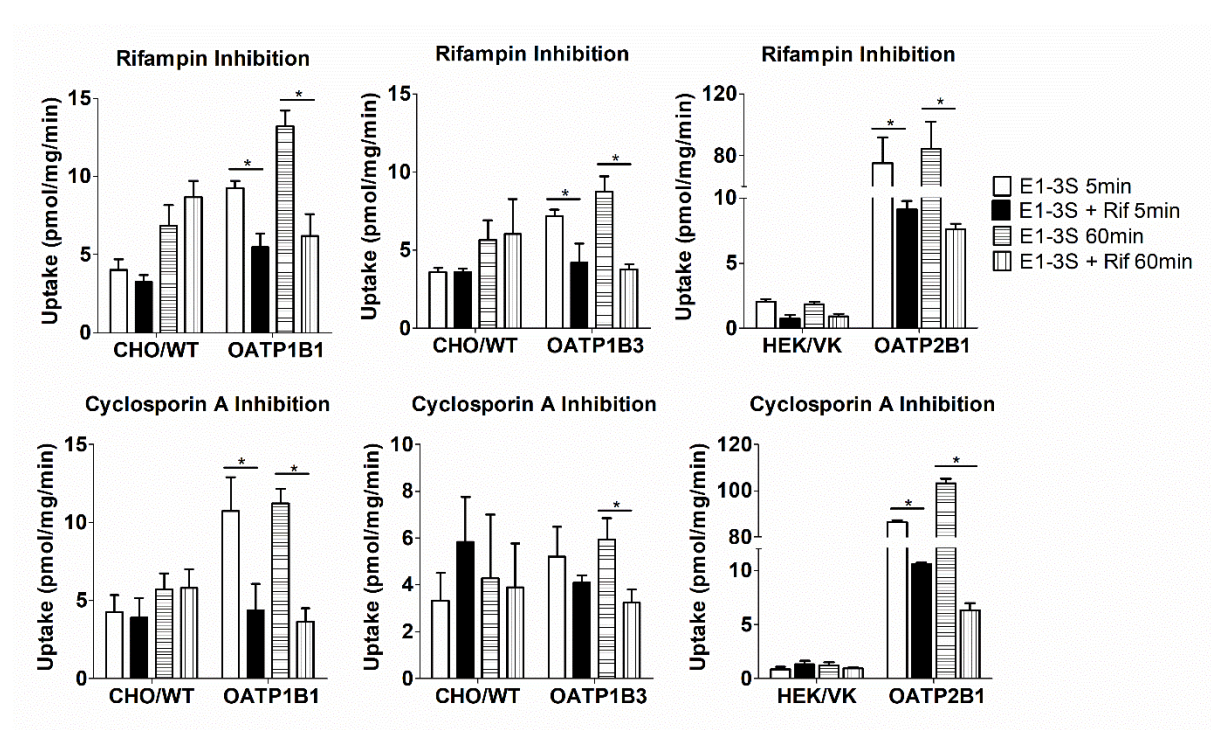 Rifampin Inhibition
Uptake (pmol/mg/min)
15
10
5
0
*
*
CHO/WT OATP1B1
Rifampin Inhibition
Uptake (pmol/mg/min)
15
10
5
0
*
*
CHO/WT OATP1B3
Rifampin Inhibition
Uptake (pmol/mg/min)
120
80
10
5
0
*
*
HEK/VK OATP2B1
E1-3S 5min
E1-3S + Rif 5min
E1-3S 60min
E1-3S + Rif 60min
Cyclosporin A Inhibition
Uptake (pmol/mg/min)
15
10
5
0
*
*
CHO/WT OATP1B1
Cyclosporin A Inhibition
Uptake (pmol/mg/min)
10
8
6
4
2
0
*
CHO/WT OATP1B3
Cyclosporin A Inhibition
Uptake (pmol/mg/min)
120
100
80
10
5
0
*
*
HEK/VK OATP2B1